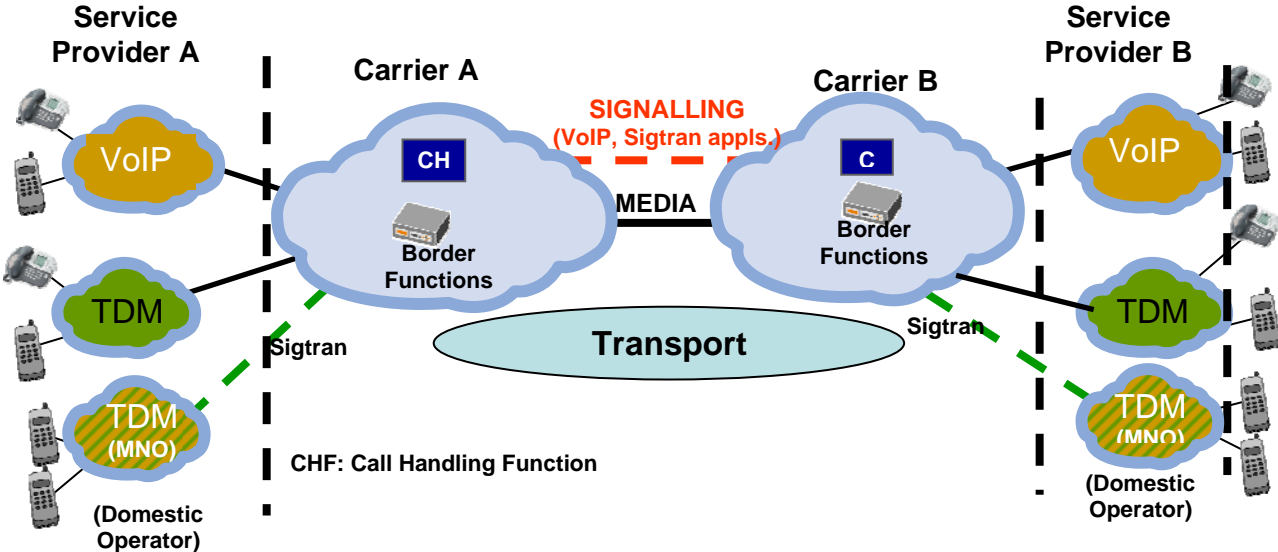 Service
Provider A
Carrier A
Carrier B
Service
Provider B
SIGNALLING
(VoIP, Sigtran appls.)
VoIP
CH
C
VoIP
MEDIA
Border
Functions
Border
Functions
TDM
TDM
Sigtran
Transport
Sigtran
TDM
(MNO)
TDM
(MNO)
CHF: Call Handling Function
(Domestic
Operator)
(Domestic
Operator)